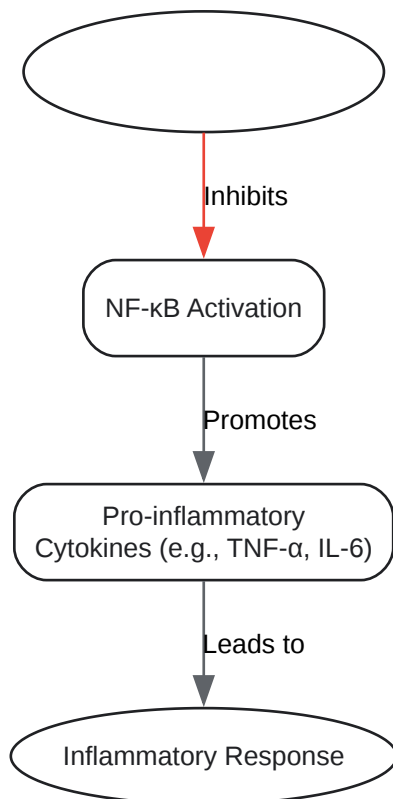 Inhibits
NF-κB Activation
Promotes
Pro-inflammatory
Cytokines (e.g., TNF-α, IL-6)
Leads to
Inflammatory Response